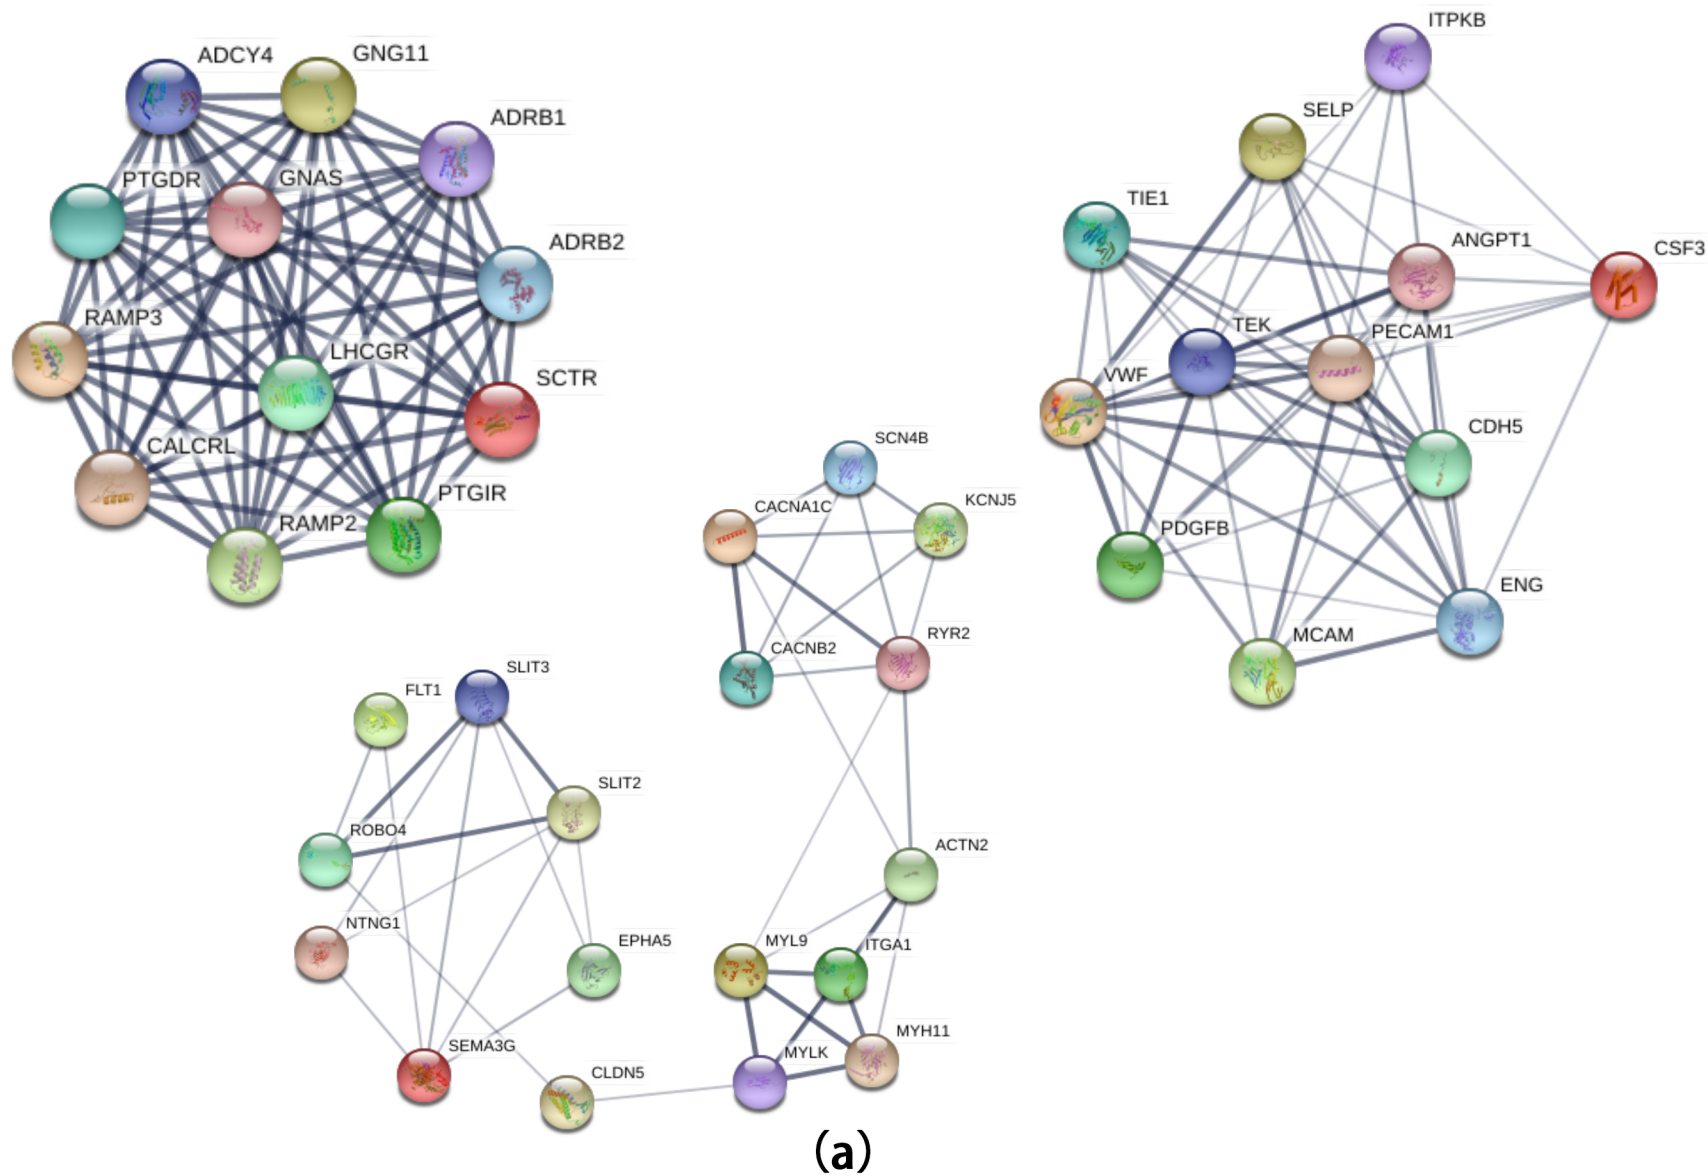 ADCY4
GNG11
ADRB1
PTGDR
GNAS
ADRB2
RAMP3
LHCGR
SCTR
CALCRL
RAMP2
PTGIR
ITPKB
SELP
TIE1
ANGPT1
CSF3
TEK
PECAM1
VWF
CDH5
PDGFB
ENG
MCAM
SCN4B
CACNA1C
KCNJ5
CACNB2
RYR2
SLIT3
FLT1
SLIT2
ROBO4
NTNG1
EPHA5
SEMA3G
CLDN5
ACTN2
MYL9
ITGA1
MYH11
MYLK
(a)